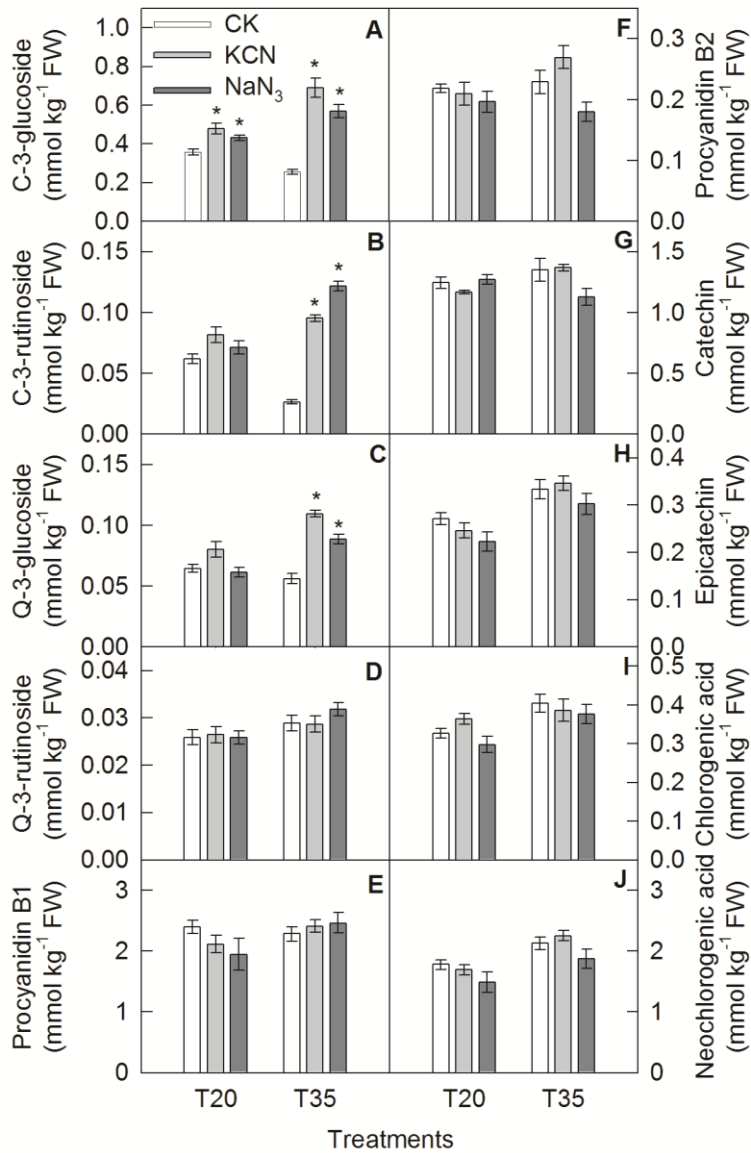 CK
KCN
NaN₃
A
C-3-glucoside
(mmol kg⁻¹ FW)
1.0
0.8
0.6
0.4
0.2
0.0
*
*
*
*
F
Procyanidin B2
(mmol kg⁻¹ FW)
0.3
0.2
0.1
0.0
B
C-3-rutinoside
(mmol kg⁻¹ FW)
0.15
0.10
0.05
0.00
*
*
G
Catechin
(mmol kg⁻¹ FW)
1.5
1.0
1.5
0.0
C
Q-3-glucoside
(mmol kg⁻¹ FW)
0.15
0.10
0.05
0.00
*
*
H
Epicatechin
(mmol kg⁻¹ FW)
0.4
0.3
0.2
0.1
0.0
D
Q-3-rutinoside
(mmol kg⁻¹ FW)
0.04
0.03
0.02
0.01
0.00
I
Chlorogenic acid
(mmol kg⁻¹ FW)
0.5
0.4
0.3
0.2
0.1
0.0
E
Procyanidin B1
(mmol kg⁻¹ FW)
3
2
1
0
J
Neochlorogenic acid
(mmol kg⁻¹ FW)
3
2
1
0
T20
T35
T20
T35
Treatments